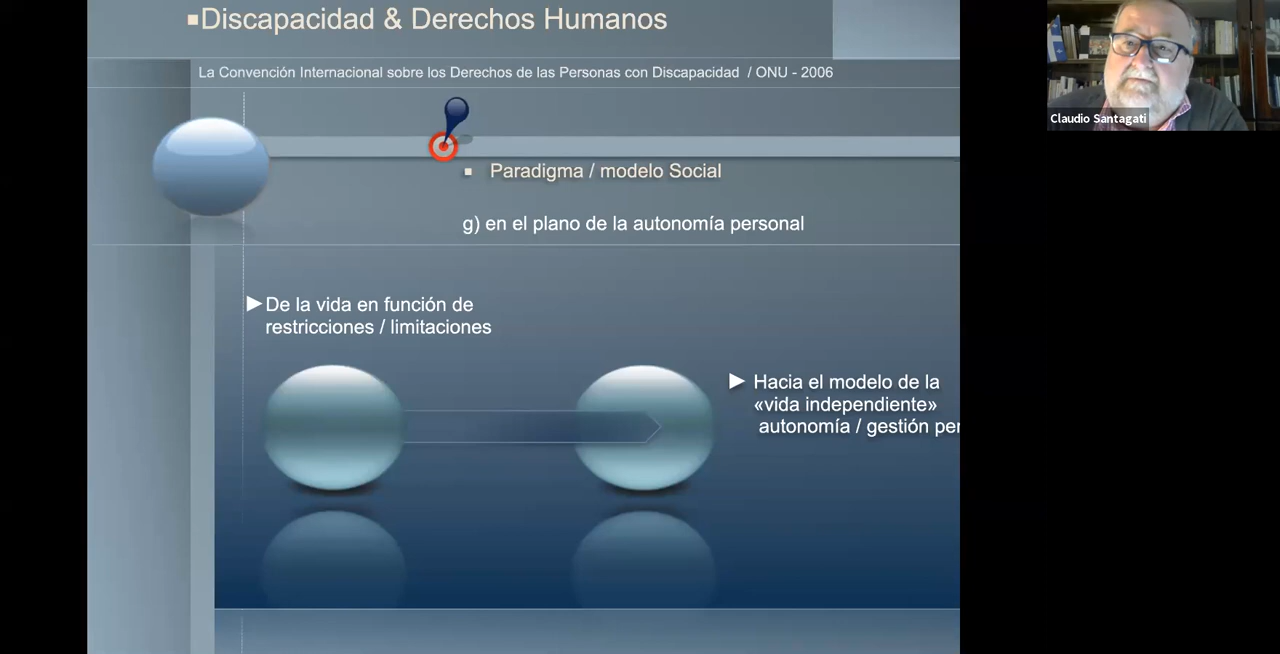 Discapacidad & Derechos Humanos
La Convención Internacional sobre los Derechos de las Personas con Discapacidad / ONU - 2006
Claudio Santagati
Paradigma / modelo Social
g) en el plano de la autonomía personal
De la vida en función de
restricciones / limitaciones
Hacia el modelo de la
«vida independiente»
autonomía / gestión per